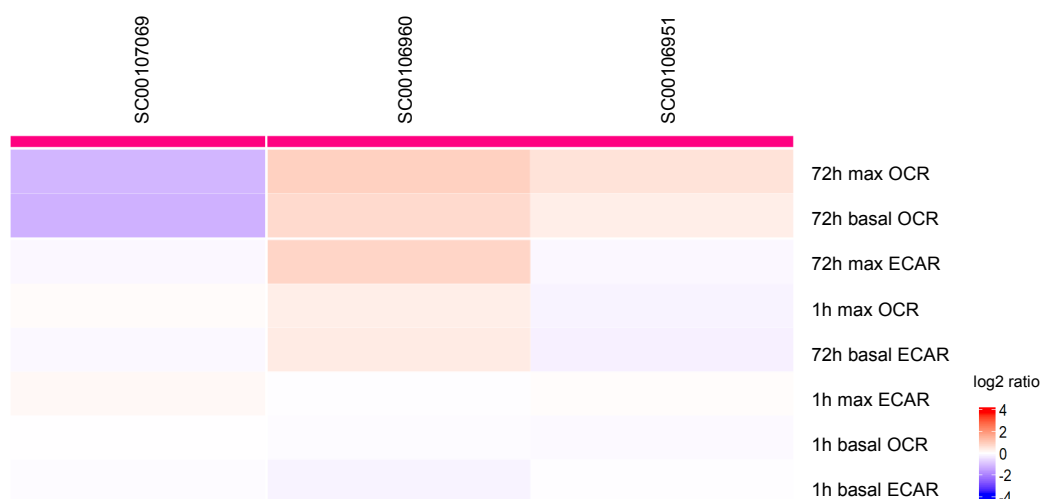 SC00107069
SC00106960
SC00106951
72h max OCR
72h basal OCR
72h max ECAR
1h max OCR
72h basal ECAR
1h max ECAR
1h basal OCR
1h basal ECAR
log2 ratio
4
2
0
-2
-4